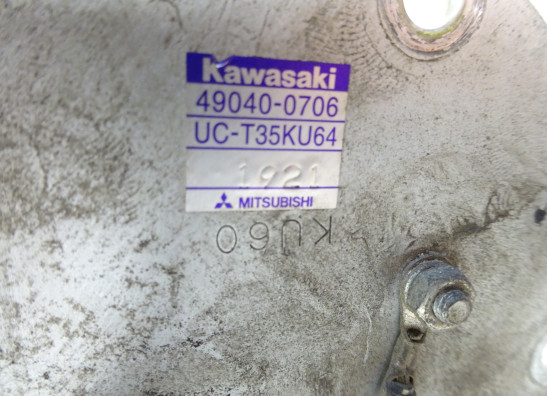 Kawasaki
49040-0706
UC-T35KU64
1921
MITSUBISHI
KU60